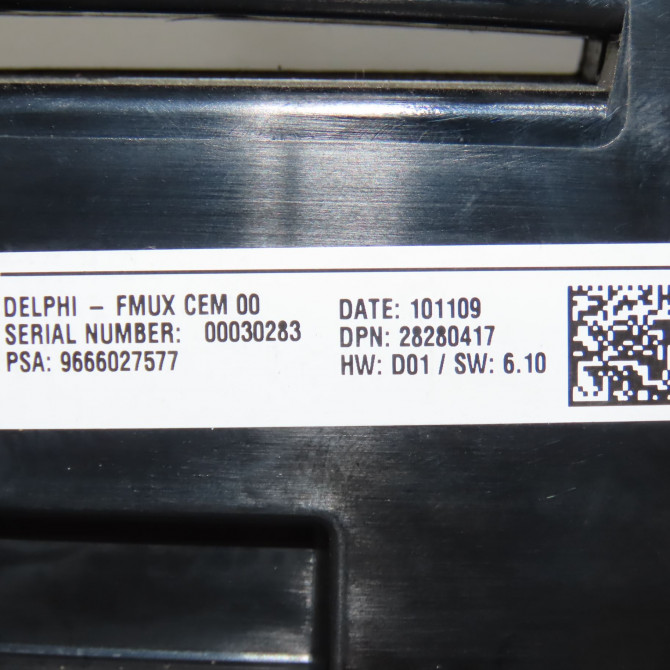 DELPHI – FMUX CEM 00
SERIAL NUMBER: 00030283
PSA: 9666027577
DATE: 101109
DPN: 28280417
HW: D01 / SW: 6.10